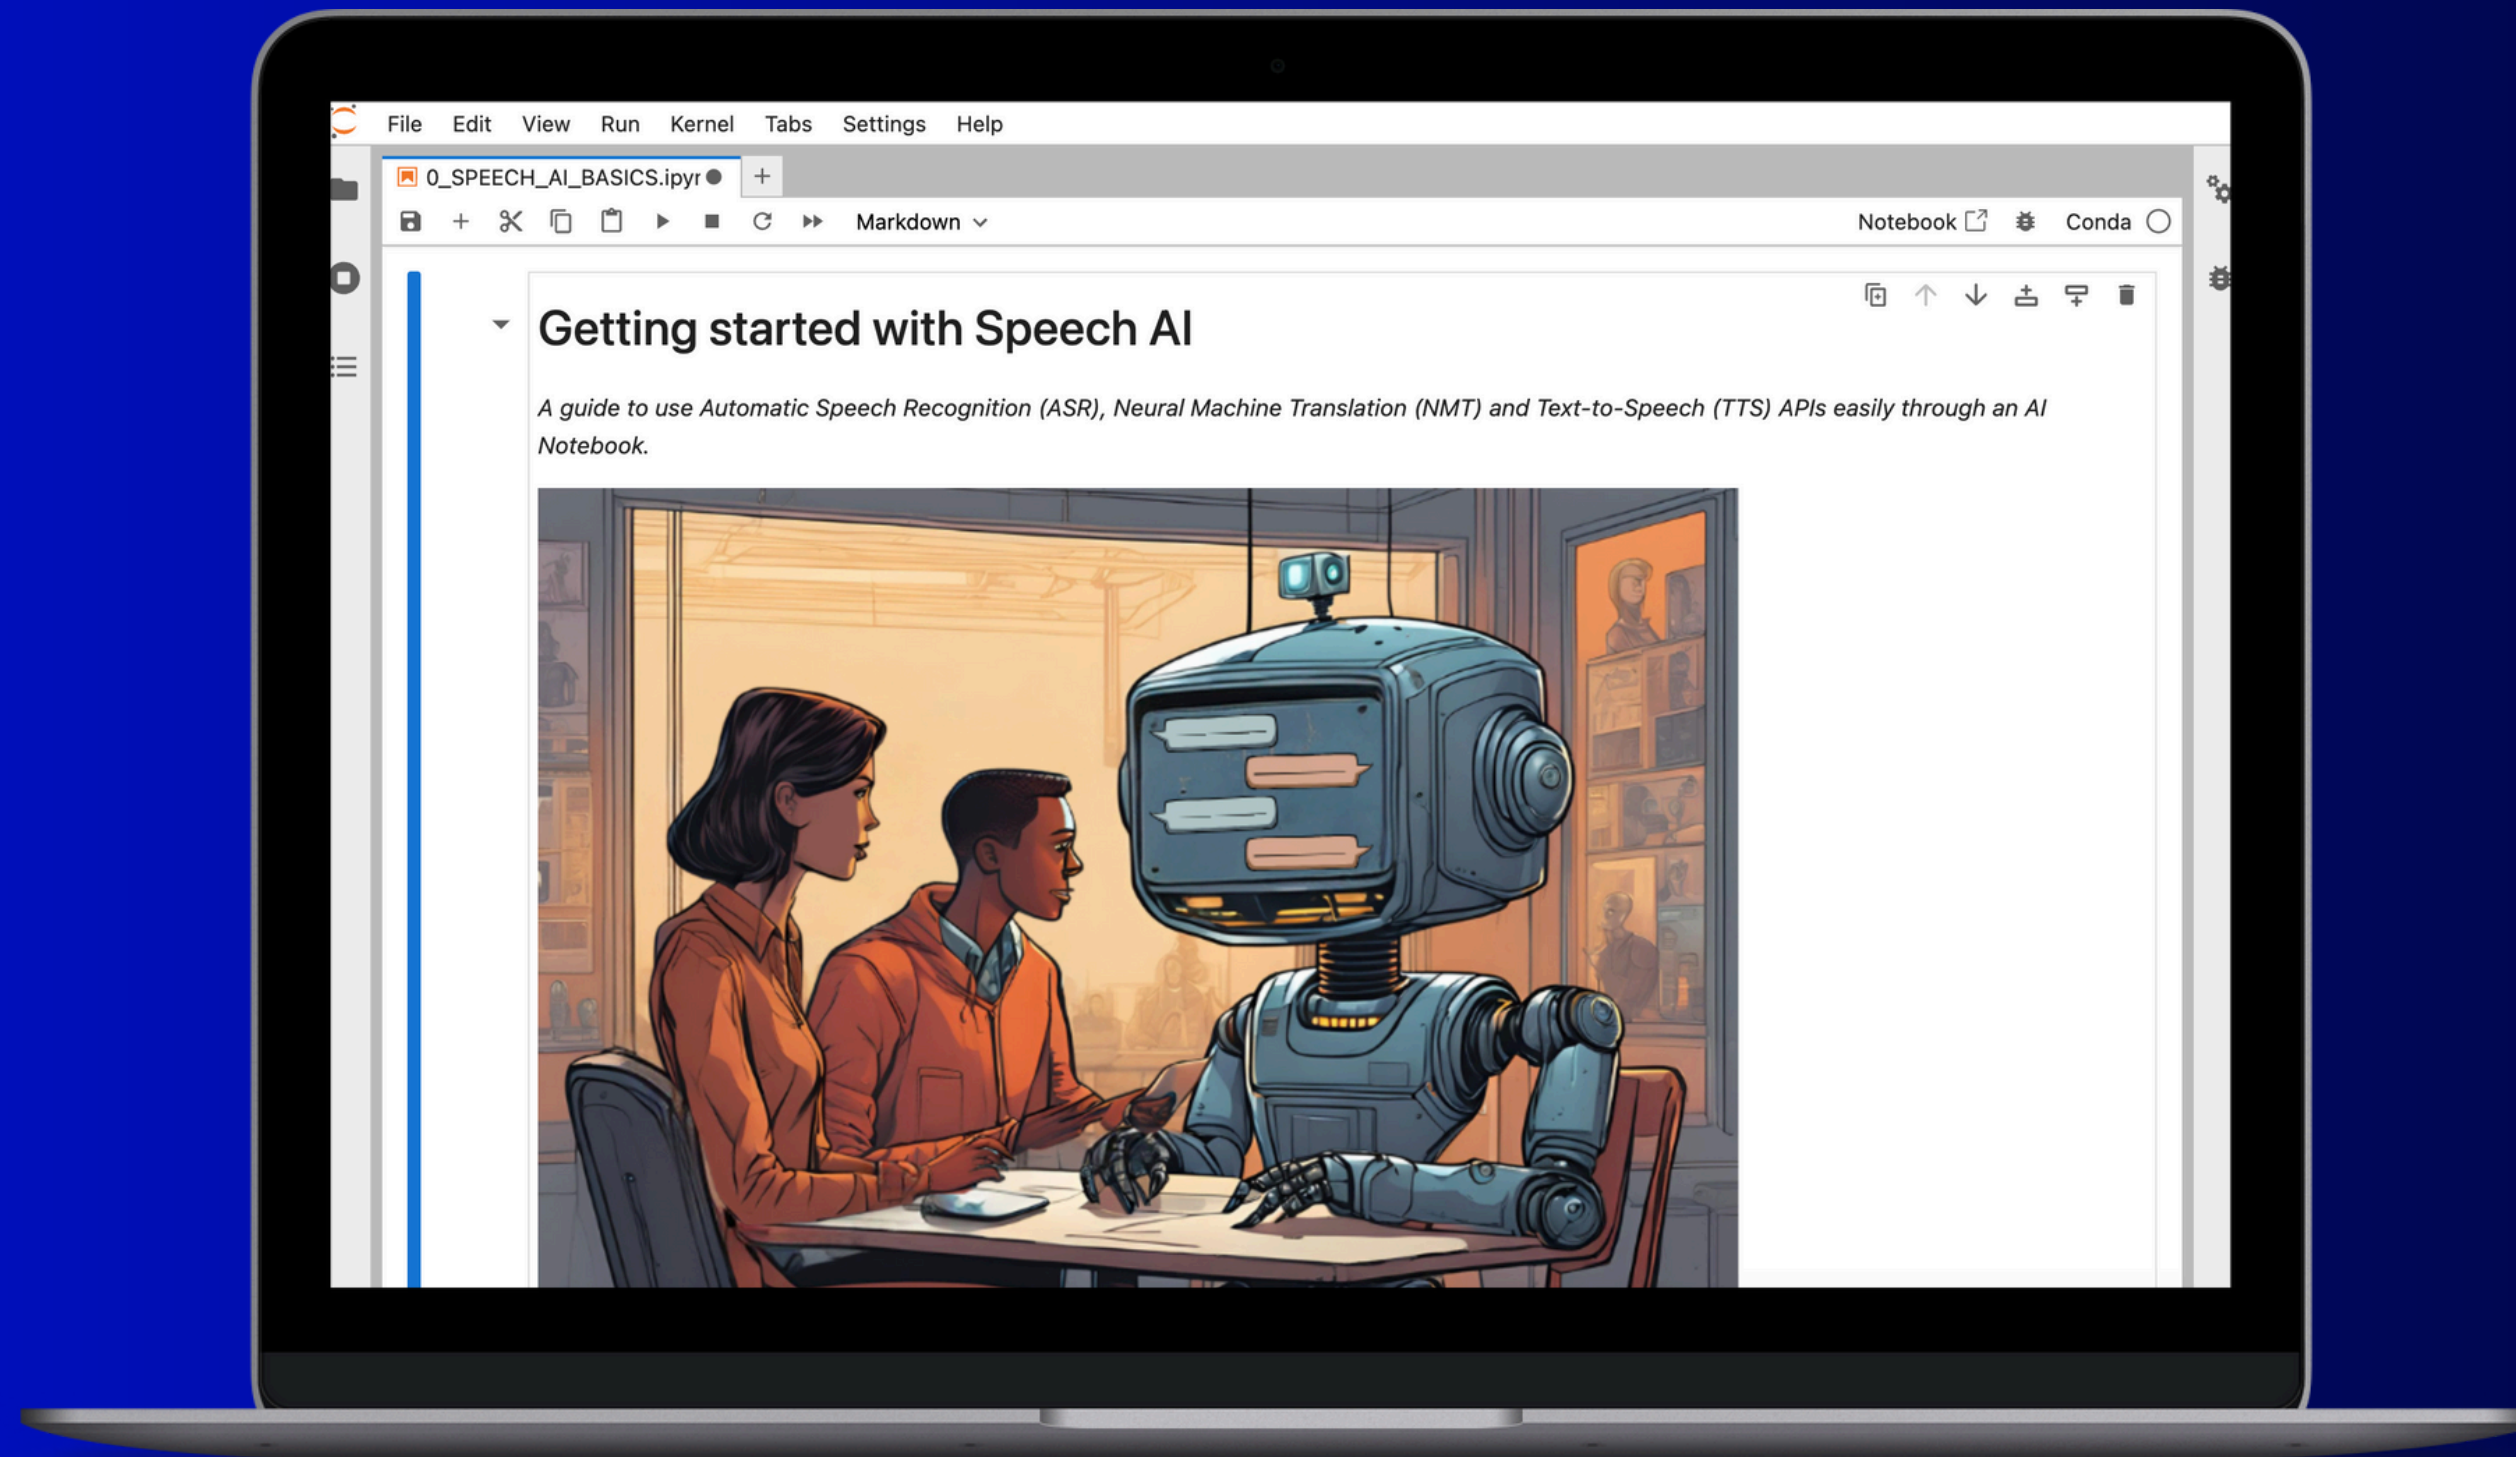 File Edit View Run Kernel Tabs Settings Help
0_SPEECH_AI_BASICS.ipyr
Markdown
Notebook
Conda
Getting started with Speech AI
A guide to use Automatic Speech Recognition (ASR), Neural Machine Translation (NMT) and Text-to-Speech (TTS) APIs easily through an AI
Notebook.